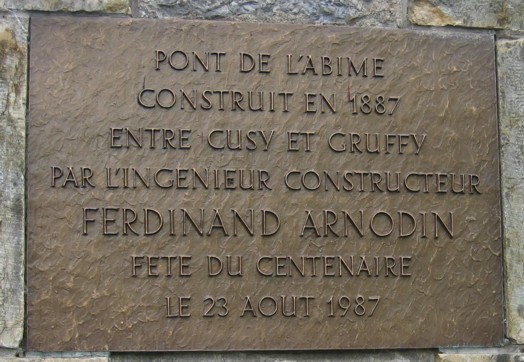 PONT DE L'ABIME
CONSTRUIT EN 1887
ENTRE CUSY ET GRUFFY
PAR L'INGENIEUR CONSTRUCTEUR
FERDINAND ARNODIN
FETE DU CENTENAIRE
LE 23 AOUT 1987